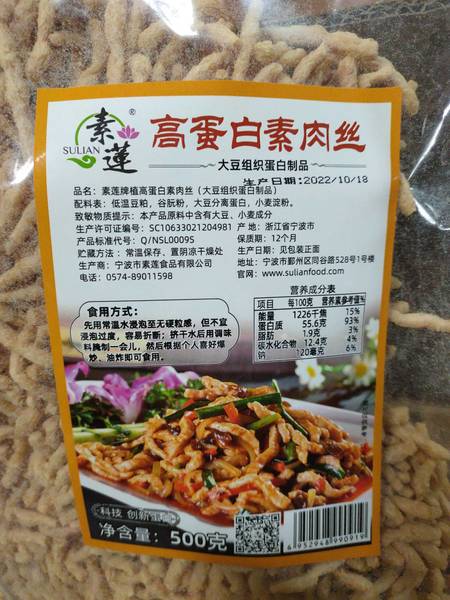 素莲
®
SULIAN
高蛋白素肉丝
大豆组织蛋白制品
生产日期:2022/10/18
品名：素莲牌植高蛋白素肉丝（大豆组织蛋白制品）
配料表：低温豆粕，谷朊粉，大豆分离蛋白，小麦淀粉。
致敏物质提示：本产品原料中含有大豆、小麦成分
生产许可证编号：SC10633021204981 产 地：浙江省宁波市
产品标准代号：Q/NSL0009S 保质期：12个月
贮藏方法 ：常温保存、置阴凉干燥处 生产日期：见包装正面
生产商：宁波市素莲食品有限公司 地址：宁波市鄞州区同谷路528号1号楼
电话：0574-89011598 www.sulianfood.com
营养成分表
项目 每100克 营养素参考值%
能量 1226千焦 15%
蛋白质 55.6克 93%
脂肪 1.9克 3%
碳水化合物 12.4克 4%
钠 120毫克 6%
食用方式：
先用常温水浸泡至无硬粒感，但不宜
浸泡过度，容易折断；挤干水后用调味
料腌制一会儿，然后根据个人喜好爆
炒、油炸即可食用。
科技 创新蛋
净含量：500克
6 952948 990919